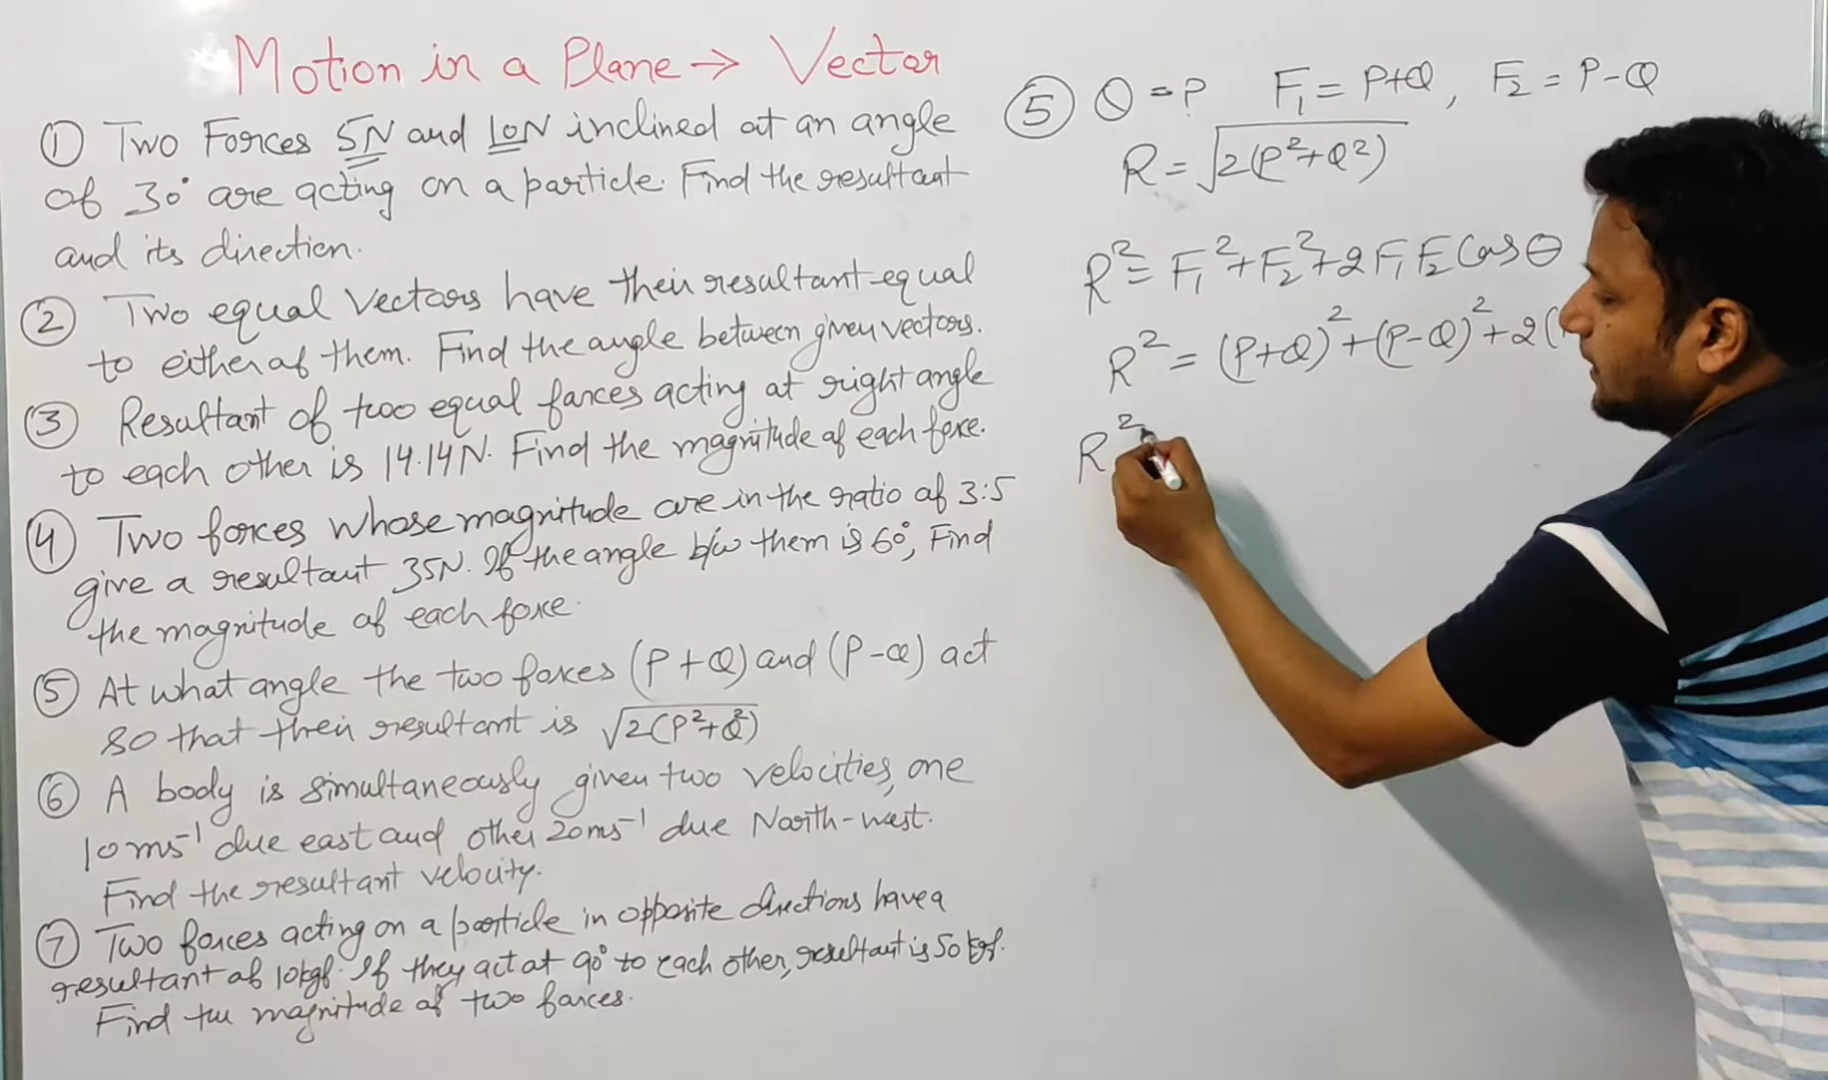 Motion in a Plane → Vector
① Two Forces 5N and 10N inclined at an angle
of 30° are acting on a particle. Find the resultant
and its direction.
② Two equal Vectors have their resultant equal
to either of them. Find the angle between given vectors.
③ Resultant of two equal forces acting at right angle
to each other is 14.14N. Find the magnitude of each force.
④ Two forces whose magnitude are in the ratio of 3:5
give a resultant 35N. If the angle b/w them is 60°, Find
the magnitude of each force.
⑤ At what angle the two forces (P+Q) and (P-Q) act
so that their resultant is √2(P²+Q²)
⑥ A body is simultaneously given two velocities, one
10ms⁻¹ due east and other 20ms⁻¹ due North-west.
Find the resultant velocity.
⑦ Two forces acting on a particle in opposite directions have a
resultant of 10kgf. If they act at 90° to each other, resultant is 50 kgf.
Find the magnitude of two forces.
⑤ θ = ? F₁ = P+Q, F₂ = P-Q
R = √2(P²+Q²)
R² = F₁² + F₂² + 2F₁F₂ Cos θ
R² = (P+Q)² + (P-Q)² + 2(
R²